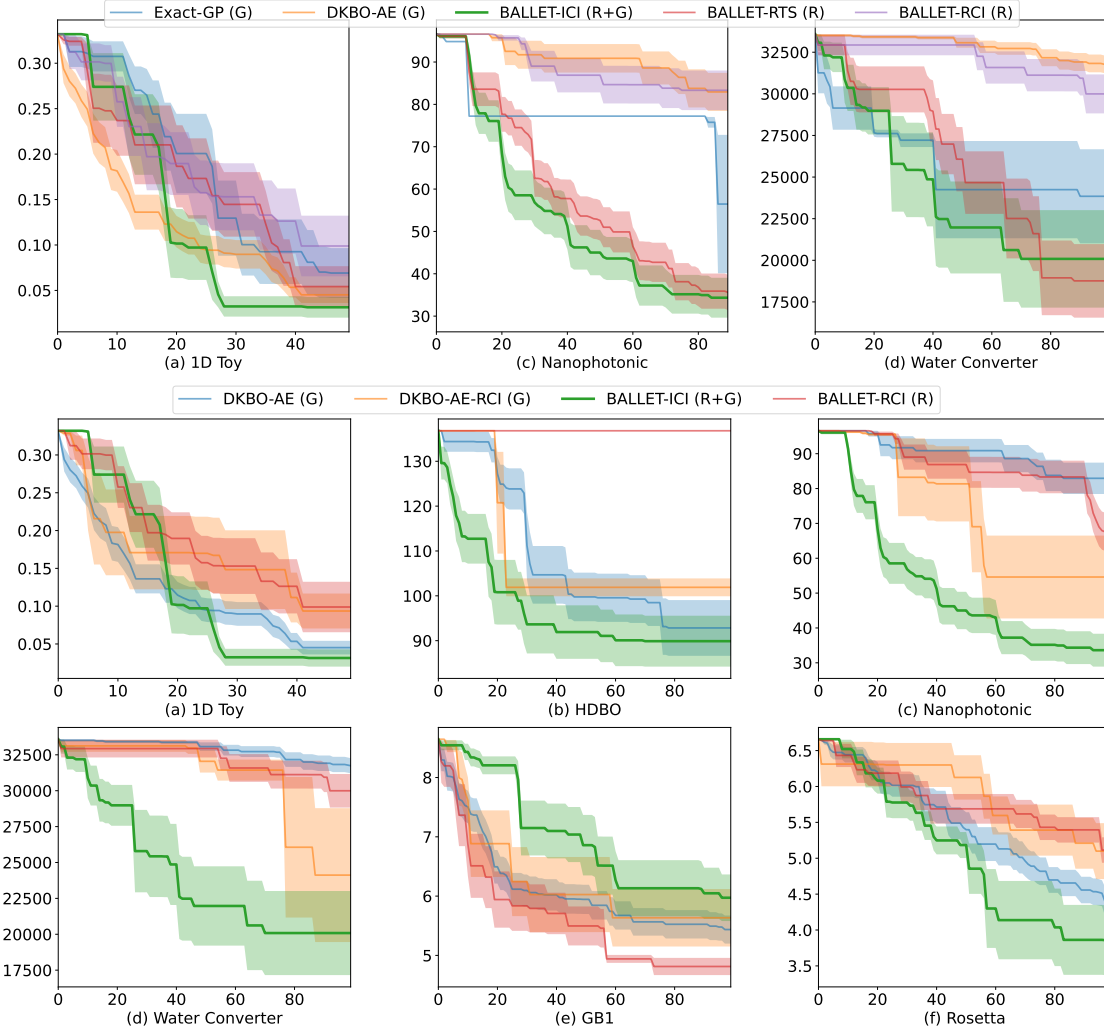 Exact-GP (G) DKBO-AE (G) BALLET-ICI (R+G) BALLET-RTS (R) BALLET-RCI (R)
0.30
0.25
0.20
0.15
0.10
0.05
0 10 20 30 40
(a) 1D Toy
90
80
70
60
50
40
30
0 20 40 60 80
(c) Nanophotonic
32500
30000
27500
25000
22500
20000
17500
0 20 40 60 80
(d) Water Converter
DKBO-AE (G) DKBO-AE-RCI (G) BALLET-ICI (R+G) BALLET-RCI (R)
0.30
0.25
0.20
0.15
0.10
0.05
0 10 20 30 40
(a) 1D Toy
130
120
110
100
90
0 20 40 60 80
(b) HDBO
90
80
70
60
50
40
30
0 20 40 60 80
(c) Nanophotonic
32500
30000
27500
25000
22500
20000
17500
0 20 40 60 80
(d) Water Converter
8
7
6
5
0 20 40 60 80
(e) GB1
6.5
6.0
5.5
5.0
4.5
4.0
3.5
0 20 40 60 80
(f) Rosetta